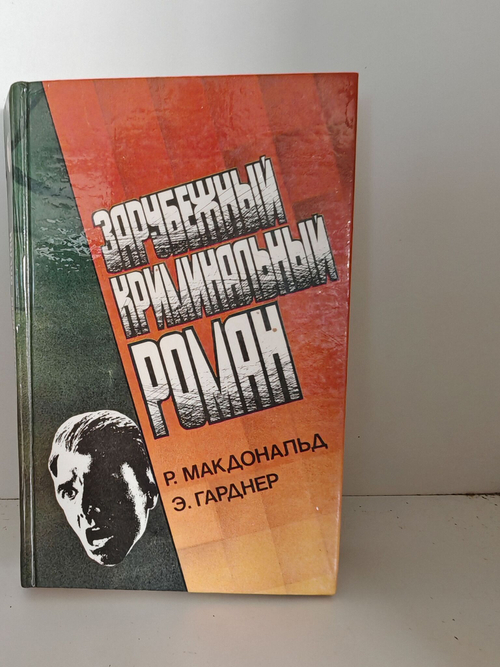 ЗАРУБЕЖНЫЙ
КРИМИНАЛЬНЫЙ
РОМАН
Р. МАКДОНАЛЬД
Э. ГАРДНЕР